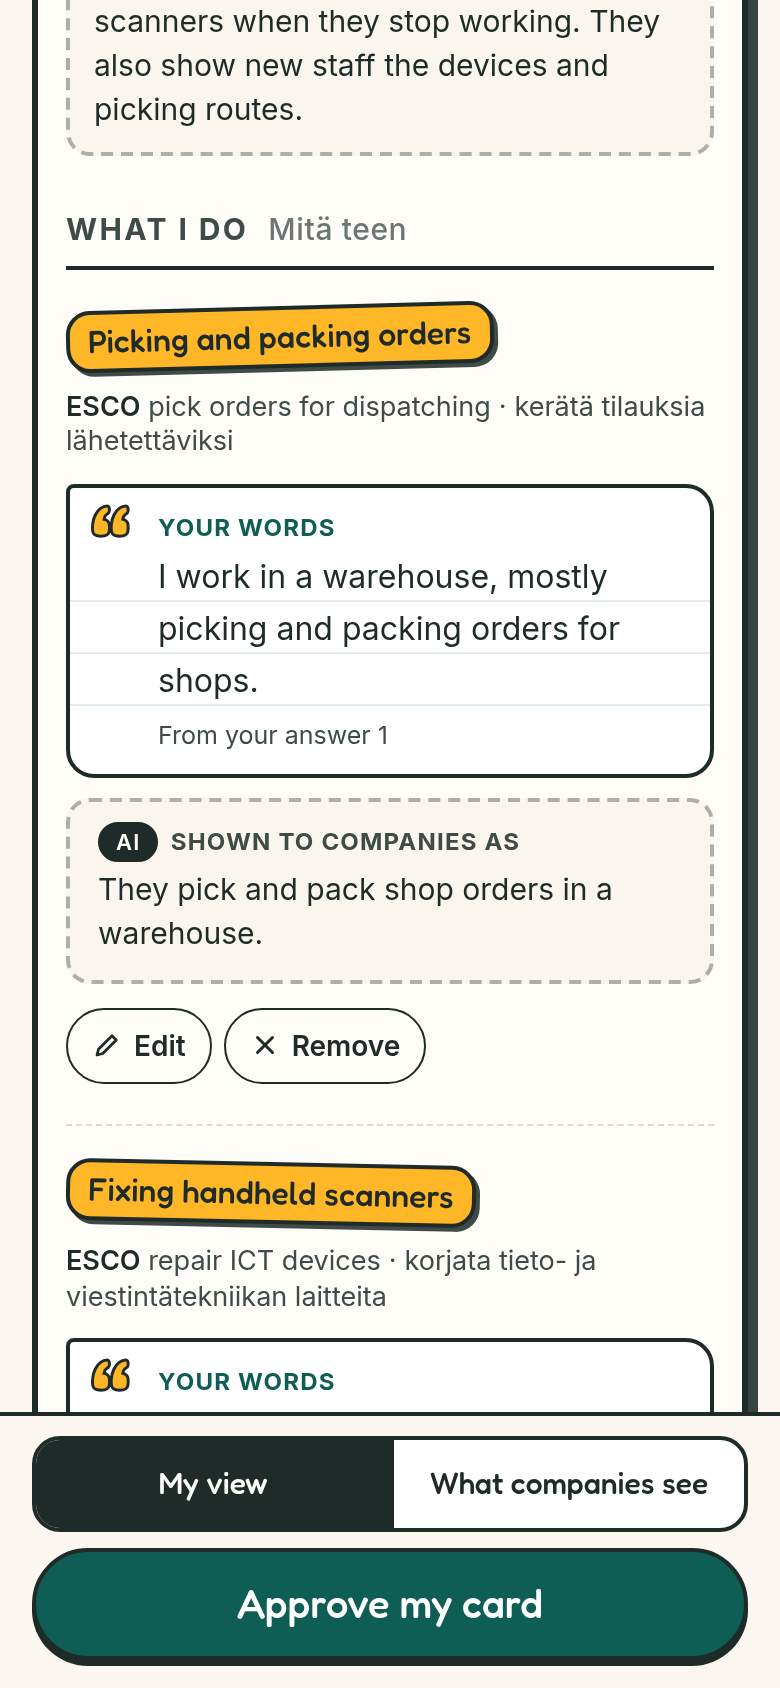 scanners when they stop working. They
also show new staff the devices and
picking routes.
WHAT I DO Mitä teen
Picking and packing orders
ESCO pick orders for dispatching · kerätä tilauksia
lähetettäviksi
YOUR WORDS
I work in a warehouse, mostly
picking and packing orders for
shops.
From your answer 1
AI SHOWN TO COMPANIES AS
They pick and pack shop orders in a
warehouse.
Edit Remove
Fixing handheld scanners
ESCO repair ICT devices · korjata tieto- ja
viestintätekniikan laitteita
YOUR WORDS
My view What companies see
Approve my card